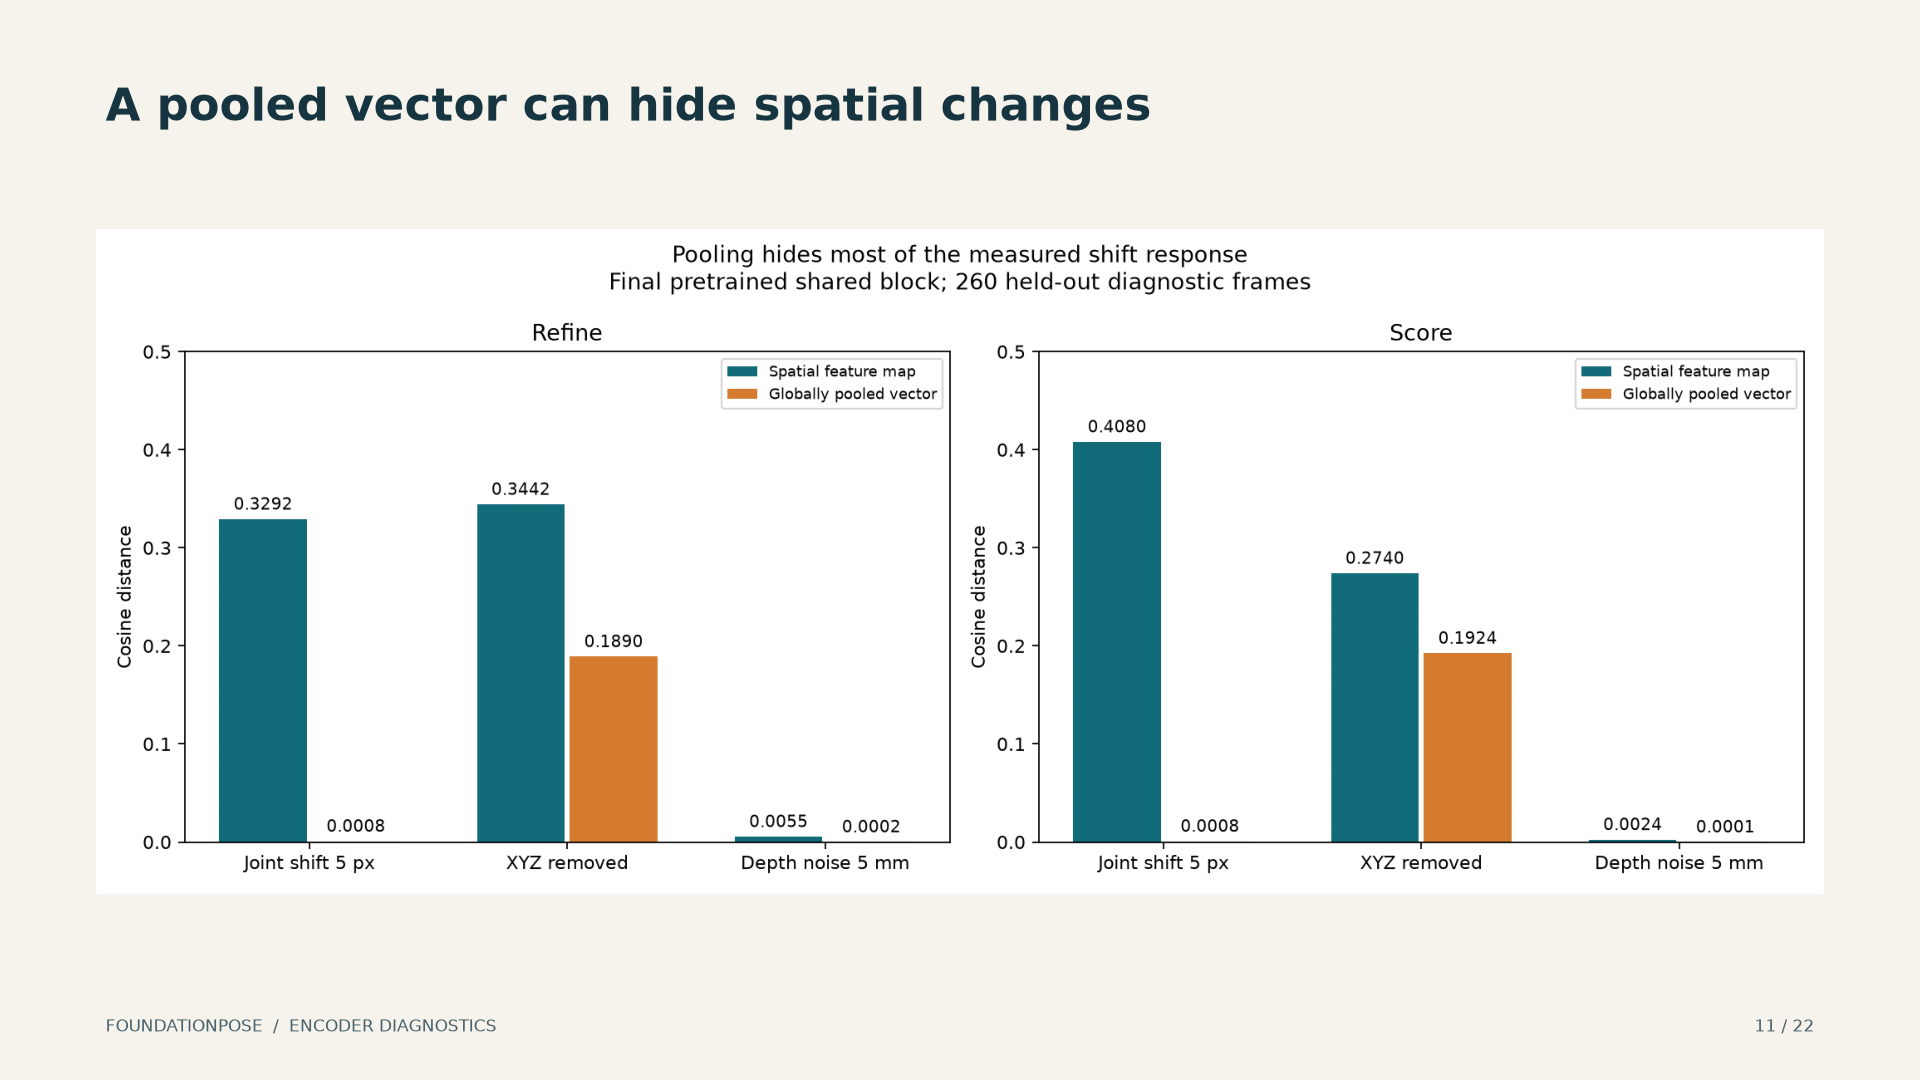 A pooled vector can hide spatial changes
Pooling hides most of the measured shift response
Final pretrained shared block; 260 held-out diagnostic frames
Refine
Spatial feature map
Globally pooled vector
Cosine distance
0.5
0.4
0.3
0.2
0.1
0.0
0.3292
0.0008
0.3442
0.1890
0.0055
0.0002
Joint shift 5 px
XYZ removed
Depth noise 5 mm
Score
Spatial feature map
Globally pooled vector
Cosine distance
0.5
0.4
0.3
0.2
0.1
0.0
0.4080
0.0008
0.2740
0.1924
0.0024
0.0001
Joint shift 5 px
XYZ removed
Depth noise 5 mm
FOUNDATIONPOSE / ENCODER DIAGNOSTICS
11 / 22